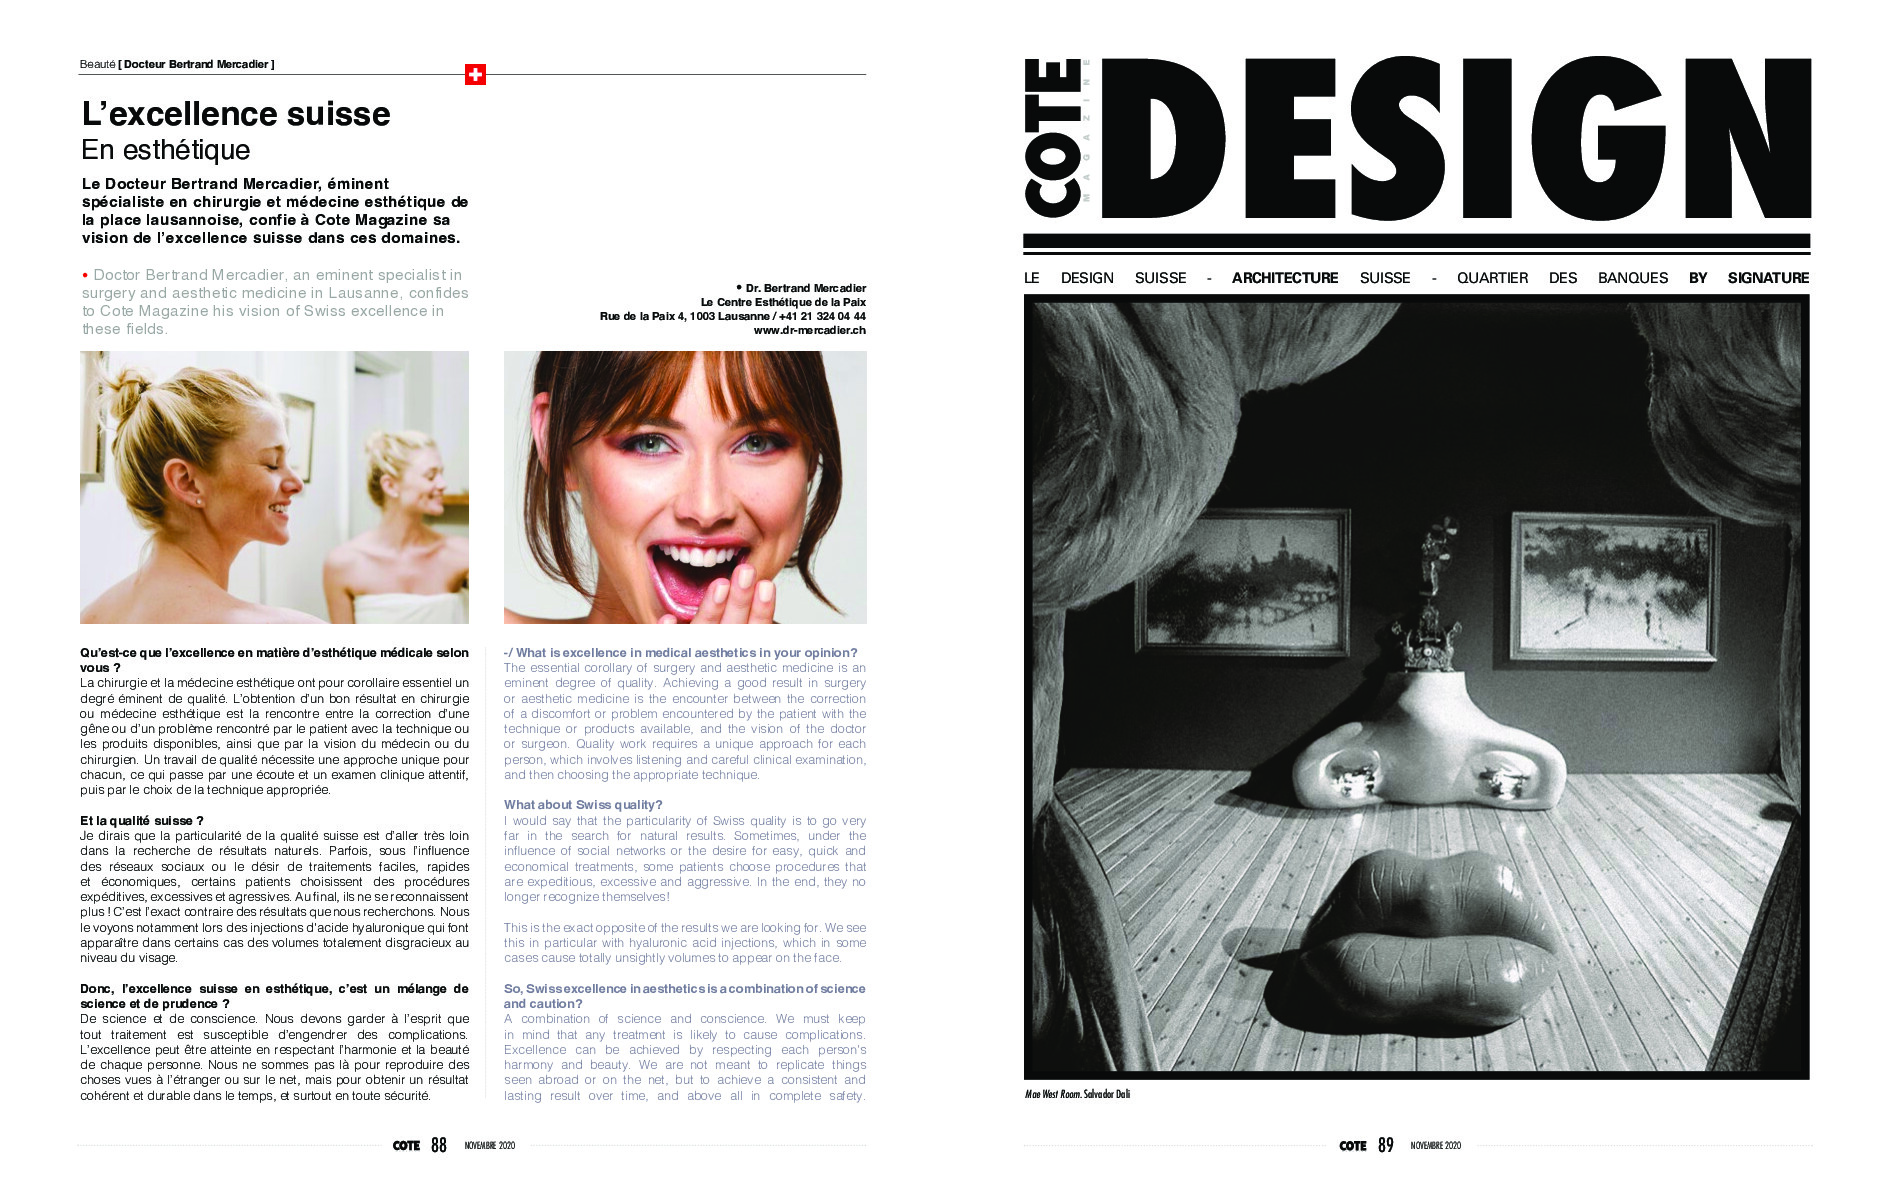 Beauté [ Docteur Bertrand Mercadier ]
L'excellence suisse
En esthétique
Le Docteur Bertrand Mercadier, éminent
spécialiste en chirurgie et médecine esthétique de
la place lausannoise, confie à Cote Magazine sa
vision de l'excellence suisse dans ces domaines.
• Doctor Bertrand Mercadier, an eminent specialist in
surgery and aesthetic medicine in Lausanne, confides
to Cote Magazine his vision of Swiss excellence in
these fields.
• Dr. Bertrand Mercadier
Le Centre Esthétique de la Paix
Rue de la Paix 4, 1003 Lausanne / +41 21 324 04 44
www.dr-mercadier.ch
Qu'est-ce que l'excellence en matière d'esthétique médicale selon
vous ?
La chirurgie et la médecine esthétique ont pour corollaire essentiel un
degré éminent de qualité. L'obtention d'un bon résultat en chirurgie
ou médecine esthétique est la rencontre entre la correction d'une
gêne ou d'un problème rencontré par le patient avec la technique ou
les produits disponibles, ainsi que par la vision du médecin ou du
chirurgien. Un travail de qualité nécessite une approche unique pour
chacun, ce qui passe par une écoute et un examen clinique attentif,
puis par le choix de la technique appropriée.
Et la qualité suisse ?
Je dirais que la particularité de la qualité suisse est d'aller très loin
dans la recherche de résultats naturels. Parfois, sous l'influence
des réseaux sociaux ou le désir de traitements faciles, rapides
et économiques, certains patients choisissent des procédures
expéditives, excessives et agressives. Au final, ils ne se reconnaissent
plus ! C'est l'exact contraire des résultats que nous recherchons. Nous
le voyons notamment lors des injections d'acide hyaluronique qui font
apparaître dans certains cas des volumes totalement disgracieux au
niveau du visage.
Donc, l'excellence suisse en esthétique, c'est un mélange de
science et de prudence ?
De science et de conscience. Nous devons garder à l'esprit que
tout traitement est susceptible d'engendrer des complications.
L'excellence peut être atteinte en respectant l'harmonie et la beauté
de chaque personne. Nous ne sommes pas là pour reproduire des
choses vues à l'étranger ou sur le net, mais pour obtenir un résultat
cohérent et durable dans le temps, et surtout en toute sécurité.
-/ What is excellence in medical aesthetics in your opinion?
The essential corollary of surgery and aesthetic medicine is an
eminent degree of quality. Achieving a good result in surgery
or aesthetic medicine is the encounter between the correction
of a discomfort or problem encountered by the patient with the
technique or products available, and the vision of the doctor
or surgeon. Quality work requires a unique approach for each
person, which involves listening and careful clinical examination,
and then choosing the appropriate technique.
What about Swiss quality?
I would say that the particularity of Swiss quality is to go very
far in the search for natural results. Sometimes, under the
influence of social networks or the desire for easy, quick and
economical treatments, some patients choose procedures that
are expeditious, excessive and aggressive. In the end, they no
longer recognize themselves!
This is the exact opposite of the results we are looking for. We see
this in particular with hyaluronic acid injections, which in some
cases cause totally unsightly volumes to appear on the face.
So, Swiss excellence in aesthetics is a combination of science
and caution?
A combination of science and conscience. We must keep
in mind that any treatment is likely to cause complications.
Excellence can be achieved by respecting each person's
harmony and beauty. We are not meant to replicate things
seen abroad or on the net, but to achieve a consistent and
lasting result over time, and above all in complete safety.
COTE 88 NOVEMBRE 2020
COTE
MAGAZINE
DESIGN
LE DESIGN SUISSE - ARCHITECTURE SUISSE - QUARTIER DES BANQUES BY SIGNATURE
Mae West Room. Salvador Dali
COTE 89 NOVEMBRE 2020